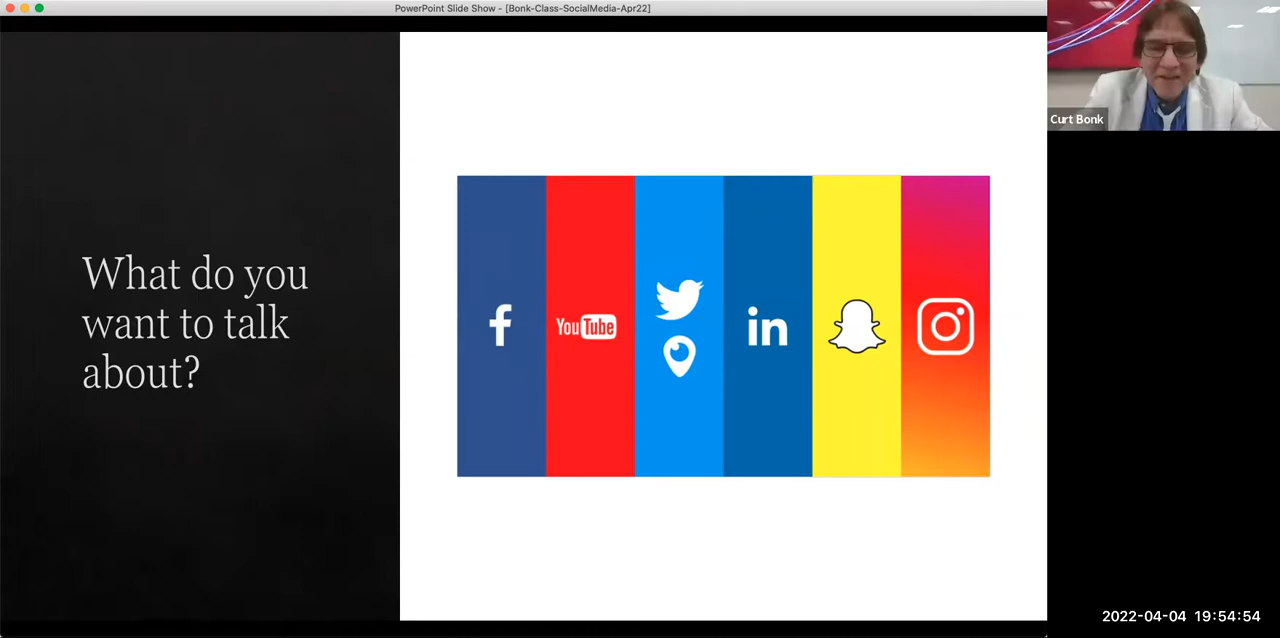 PowerPoint Slide Show - [Bonk-Class-SocialMedia-Apr22]
Curt Bonk
What do you
want to talk
about?
f
YouTube
in
2022-04-04 19:54:54